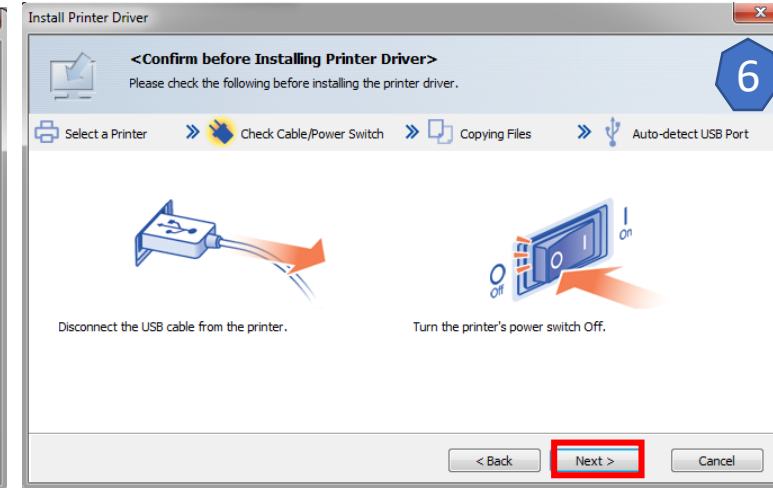 Install Printer Driver
<Confirm before Installing Printer Driver>
Please check the following before installing the printer driver.
6
Select a Printer » Check Cable/Power Switch » Copying Files » Auto-detect USB Port
On
Off
Disconnect the USB cable from the printer.
Turn the printer's power switch Off.
< Back Next > Cancel